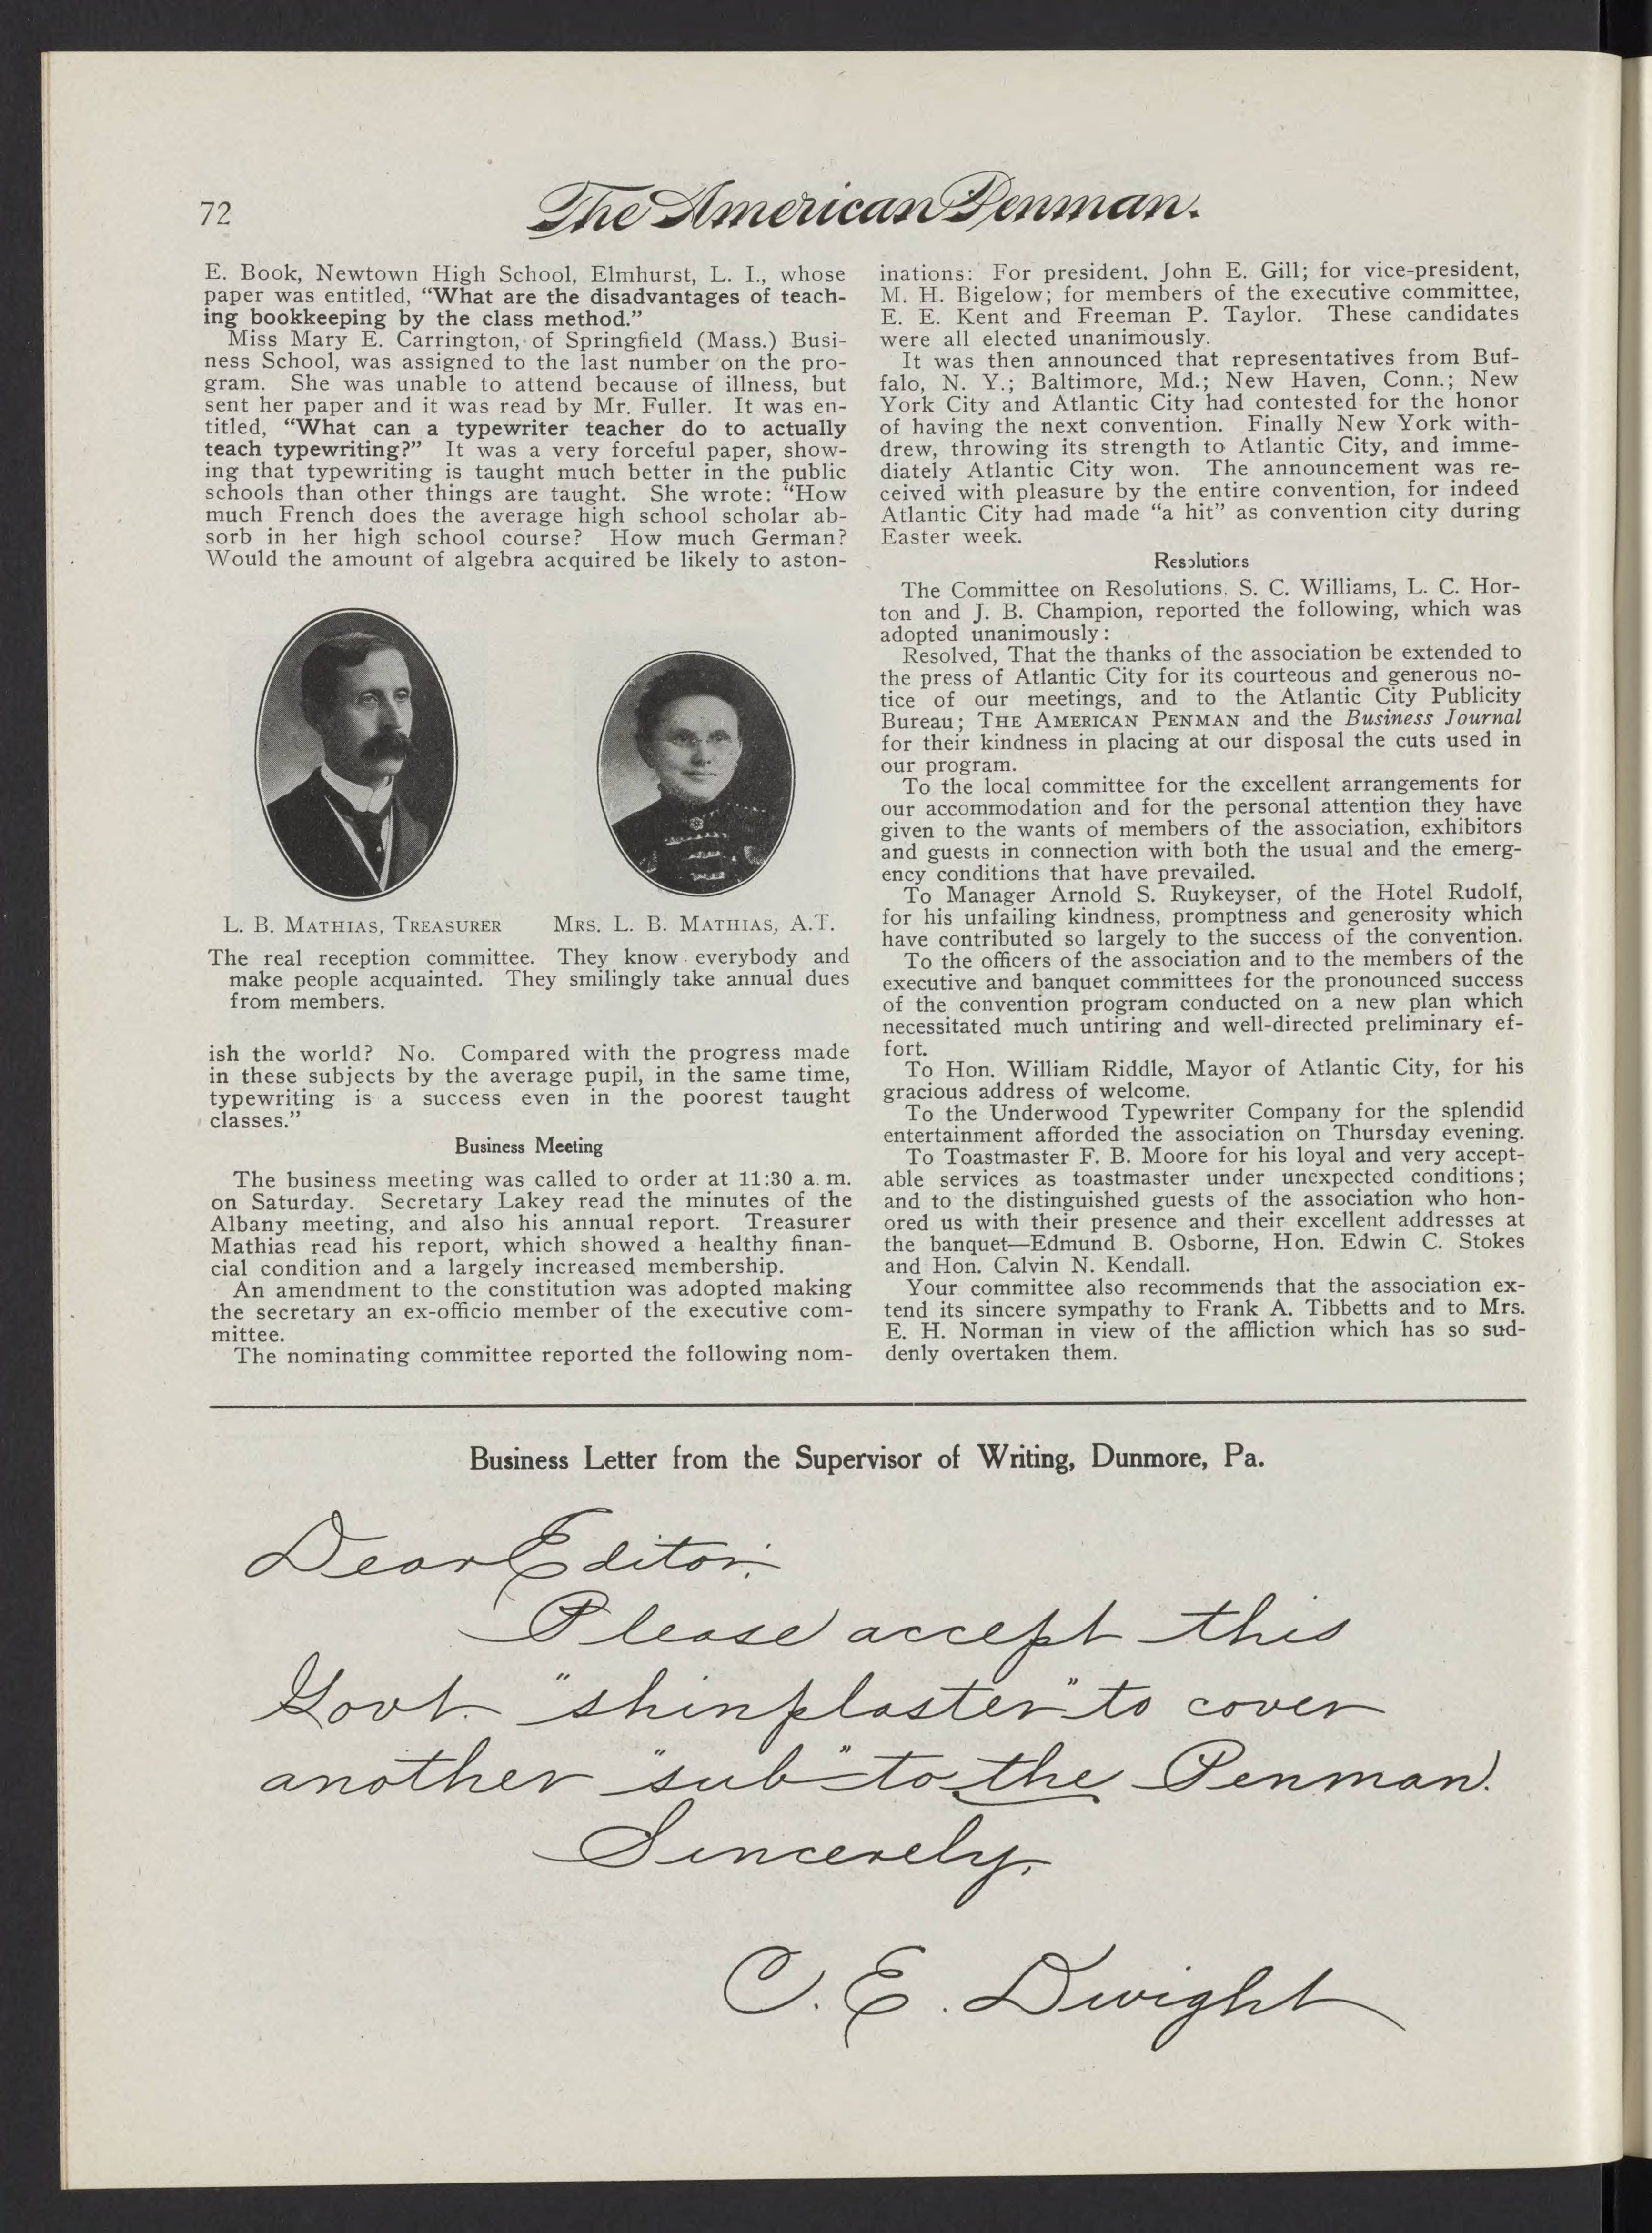 72
The American Penman.
E. Book, Newtown High School, Elmhurst, L. I., whose
paper was entitled, “What are the disadvantages of teach-
ing bookkeeping by the class method.”
Miss Mary E. Carrington, of Springfield (Mass.) Busi-
ness School, was assigned to the last number on the pro-
gram. She was unable to attend because of illness, but
sent her paper and it was read by Mr. Fuller. It was en-
titled, “What can a typewriter teacher do to actually
teach typewriting?” It was a very forceful paper, show-
ing that typewriting is taught much better in the public
schools than other things are taught. She wrote: “How
much French does the average high school scholar ab-
sorb in her high school course? How much German?
Would the amount of algebra acquired be likely to aston-
L. B. MATHIAS, TREASURER
MRS. L. B. MATHIAS, A.T.
The real reception committee. They know everybody and
make people acquainted. They smilingly take annual dues
from members.
ish the world? No. Compared with the progress made
in these subjects by the average pupil, in the same time,
typewriting is a success even in the poorest taught
classes.”
Business Meeting
The business meeting was called to order at 11:30 a. m.
on Saturday. Secretary Lakey read the minutes of the
Albany meeting, and also his annual report. Treasurer
Mathias read his report, which showed a healthy finan-
cial condition and a largely increased membership.
An amendment to the constitution was adopted making
the secretary an ex-officio member of the executive com-
mittee.
The nominating committee reported the following nom-
inations: For president, John E. Gill; for vice-president,
M. H. Bigelow; for members of the executive committee,
E. E. Kent and Freeman P. Taylor. These candidates
were all elected unanimously.
It was then announced that representatives from Buf-
falo, N. Y.; Baltimore, Md.; New Haven, Conn.; New
York City and Atlantic City had contested for the honor
of having the next convention. Finally New York with-
drew, throwing its strength to Atlantic City, and imme-
diately Atlantic City won. The announcement was re-
ceived with pleasure by the entire convention, for indeed
Atlantic City had made “a hit” as convention city during
Easter week.
Resolutions
The Committee on Resolutions, S. C. Williams, L. C. Hor-
ton and J. B. Champion, reported the following, which was
adopted unanimously:
Resolved, That the thanks of the association be extended to
the press of Atlantic City for its courteous and generous no-
tice of our meetings, and to the Atlantic City Publicity
Bureau; THE AMERICAN PENMAN and the Business Journal
for their kindness in placing at our disposal the cuts used in
our program.
To the local committee for the excellent arrangements for
our accommodation and for the personal attention they have
given to the wants of members of the association, exhibitors
and guests in connection with both the usual and the emerg-
ency conditions that have prevailed.
To Manager Arnold S. Ruykeyser, of the Hotel Rudolf,
for his unfailing kindness, promptness and generosity which
have contributed so largely to the success of the convention.
To the officers of the association and to the members of the
executive and banquet committees for the pronounced success
of the convention program conducted on a new plan which
necessitated much untiring and well-directed preliminary ef-
fort.
To Hon. William Riddle, Mayor of Atlantic City, for his
gracious address of welcome.
To the Underwood Typewriter Company for the splendid
entertainment afforded the association on Thursday evening.
To Toastmaster F. B. Moore for his loyal and very accept-
able services as toastmaster under unexpected conditions;
and to the distinguished guests of the association who hon-
ored us with their presence and their excellent addresses at
the banquet—Edmund B. Osborne, Hon. Edwin C. Stokes
and Hon. Calvin N. Kendall.
Your committee also recommends that the association ex-
tend its sincere sympathy to Frank A. Tibbetts and to Mrs.
E. H. Norman in view of the affliction which has so sud-
denly overtaken them.
Business Letter from the Supervisor of Writing, Dunmore, Pa.
Dear Editor:
Please accept this
Govt. "shinplaster" to cover
another "sub" to the Penman.
Sincerely,
C. E. Dwight